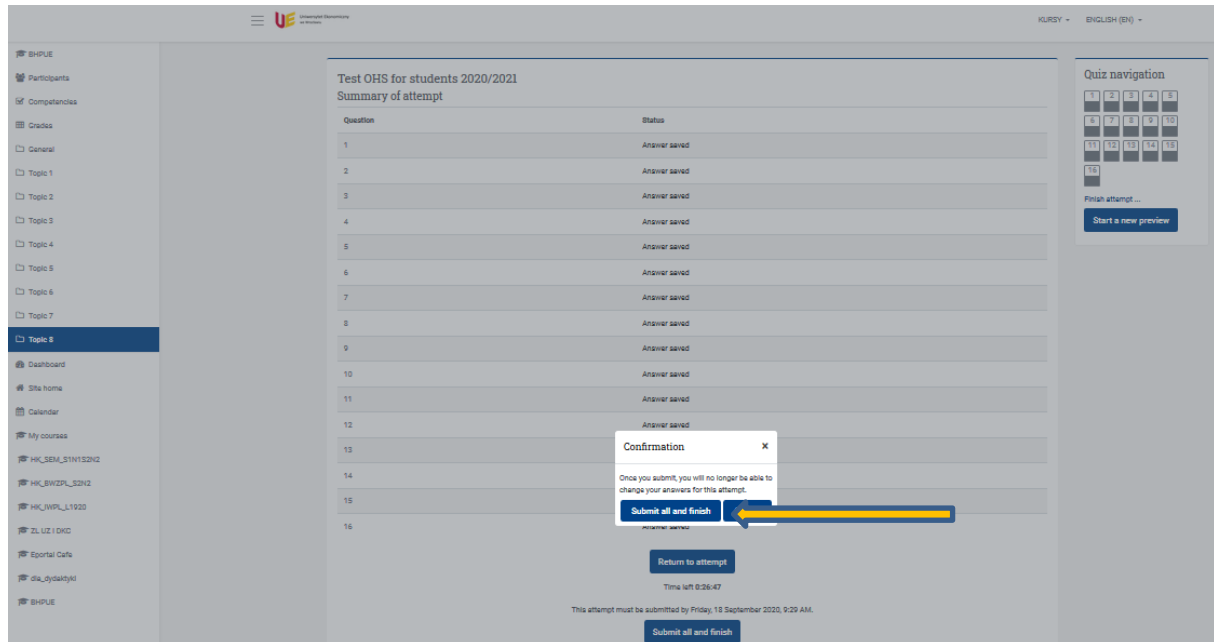 Uniwersytet Ekonomiczny
we Wrocławiu
KURSY
ENGLISH (EN)
BHPUE
Participants
Competencies
Grades
General
Topic 1
Topic 2
Topic 3
Topic 4
Topic 5
Topic 6
Topic 7
Topic 8
Dashboard
Site home
Calendar
My courses
HK_SEM_S1N1S2N2
HK_BWZPL_S2N2
HK_IWPL_L1920
ZL UZ I DKC
Eportal Cafe
dla_dydaktyki
BHPUE
Test OHS for students 2020/2021
Summary of attempt
Question Status
1 Answer saved
2 Answer saved
3 Answer saved
4 Answer saved
5 Answer saved
6 Answer saved
7 Answer saved
8 Answer saved
9 Answer saved
10 Answer saved
11 Answer saved
12 Answer saved
13
14
15
16 Answer saved
Confirmation ×
Once you submit, you will no longer be able to
change your answers for this attempt.
Submit all and finish
Return to attempt
Time left 0:26:47
This attempt must be submitted by Friday, 18 September 2020, 9:29 AM.
Submit all and finish
Quiz navigation
1 2 3 4 5
6 7 8 9 10
11 12 13 14 15
16
Finish attempt ...
Start a new preview